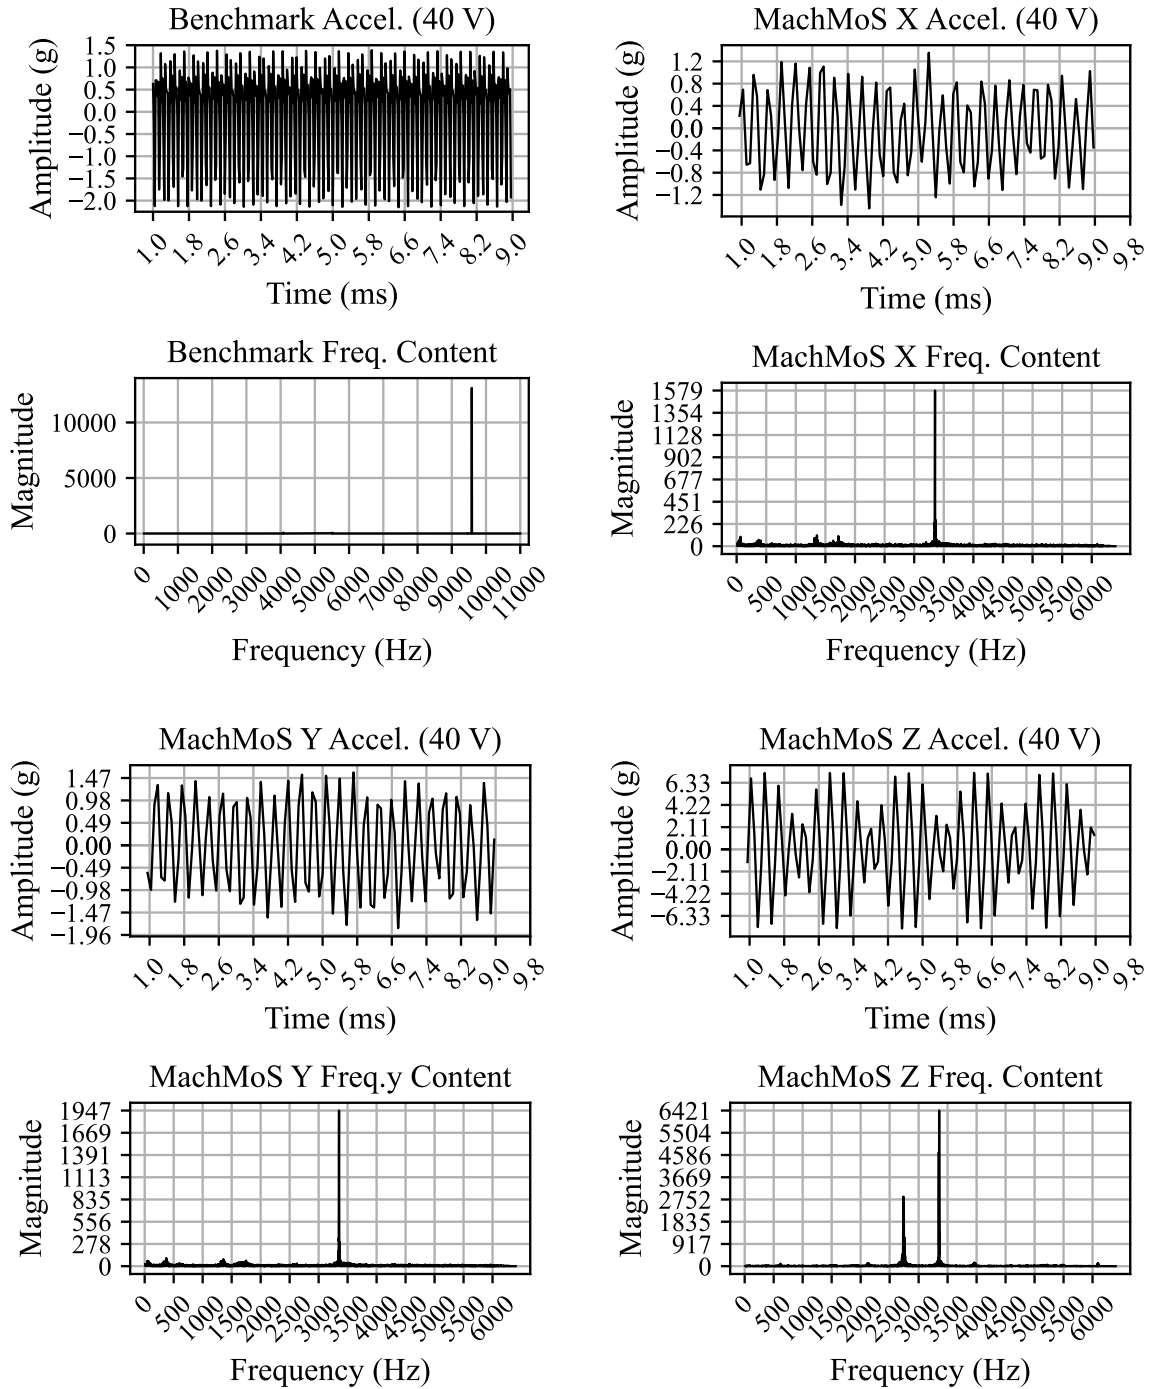 Benchmark Accel. (40 V)
Amplitude (g)
1.5
1.0
0.5
0.0
−0.5
−1.0
−1.5
−2.0
1.0 1.8 2.6 3.4 4.2 5.0 5.8 6.6 7.4 8.2 9.0
Time (ms)
MachMoS X Accel. (40 V)
Amplitude (g)
1.2
0.8
0.4
0.0
−0.4
−0.8
−1.2
1.0 1.8 2.6 3.4 4.2 5.0 5.8 6.6 7.4 8.2 9.0 9.8
Time (ms)
Benchmark Freq. Content
Magnitude
10000
5000
0
0 1000 2000 3000 4000 5000 6000 7000 8000 9000 10000 11000
Frequency (Hz)
MachMoS X Freq. Content
Magnitude
1579
1354
1128
902
677
451
226
0
0 500 1000 1500 2000 2500 3000 3500 4000 4500 5000 5500 6000
Frequency (Hz)
MachMoS Y Accel. (40 V)
Amplitude (g)
1.47
0.98
0.49
0.00
−0.49
−0.98
−1.47
−1.96
1.0 1.8 2.6 3.4 4.2 5.0 5.8 6.6 7.4 8.2 9.0 9.8
Time (ms)
MachMoS Z Accel. (40 V)
Amplitude (g)
6.33
4.22
2.11
0.00
−2.11
−4.22
−6.33
1.0 1.8 2.6 3.4 4.2 5.0 5.8 6.6 7.4 8.2 9.0 9.8
Time (ms)
MachMoS Y Freq.y Content
Magnitude
1947
1669
1391
1113
835
556
278
0
0 500 1000 1500 2000 2500 3000 3500 4000 4500 5000 5500 6000
Frequency (Hz)
MachMoS Z Freq. Content
Magnitude
6421
5504
4586
3669
2752
1835
917
0
0 500 1000 1500 2000 2500 3000 3500 4000 4500 5000 5500 6000
Frequency (Hz)